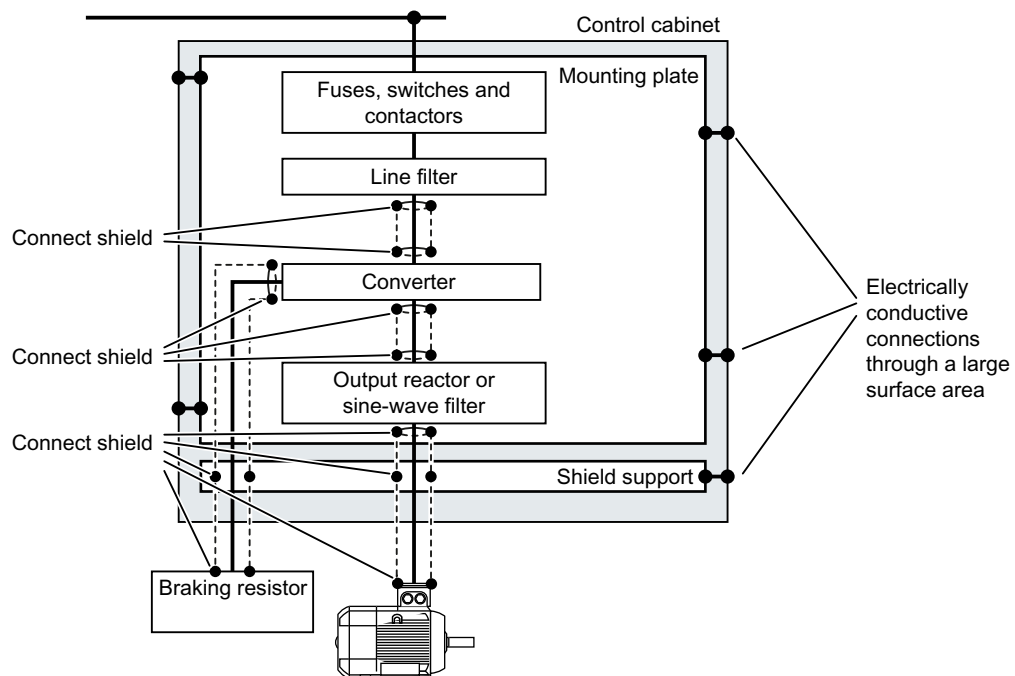 Control cabinet
Mounting plate
Fuses, switches and
contactors
Line filter
Connect shield
Converter
Electrically
conductive
connections
through a large
surface area
Connect shield
Output reactor or
sine-wave filter
Connect shield
Shield support
Braking resistor